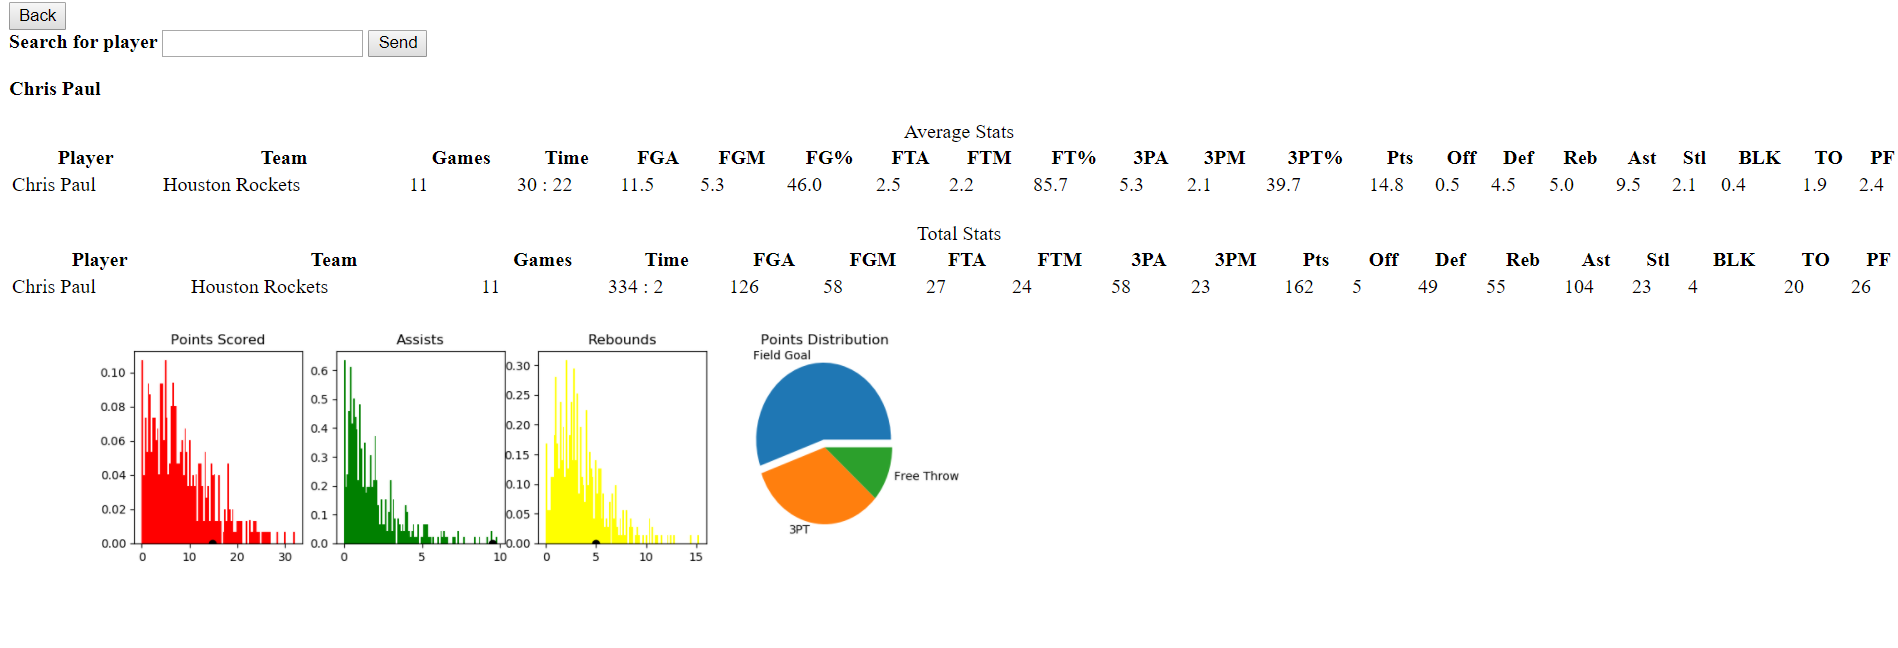 Back
Search for player Send
Chris Paul
Average Stats
Player Team Games Time FGA FGM FG% FTA FTM FT% 3PA 3PM 3PT% Pts Off Def Reb Ast Stl BLK TO PF
Chris Paul Houston Rockets 11 30 : 22 11.5 5.3 46.0 2.5 2.2 85.7 5.3 2.1 39.7 14.8 0.5 4.5 5.0 9.5 2.1 0.4 1.9 2.4
Total Stats
Player Team Games Time FGA FGM FTA FTM 3PA 3PM Pts Off Def Reb Ast Stl BLK TO PF
Chris Paul Houston Rockets 11 334 : 2 126 58 27 24 58 23 162 5 49 55 104 23 4 20 26
Points Scored
0.10
0.08
0.06
0.04
0.02
0.00
0 10 20 30
Assists
0.6
0.5
0.4
0.3
0.2
0.1
0.0
0 5 10
Rebounds
0.30
0.25
0.20
0.15
0.10
0.05
0.00
0 5 10 15
Points Distribution
Field Goal
Free Throw
3PT